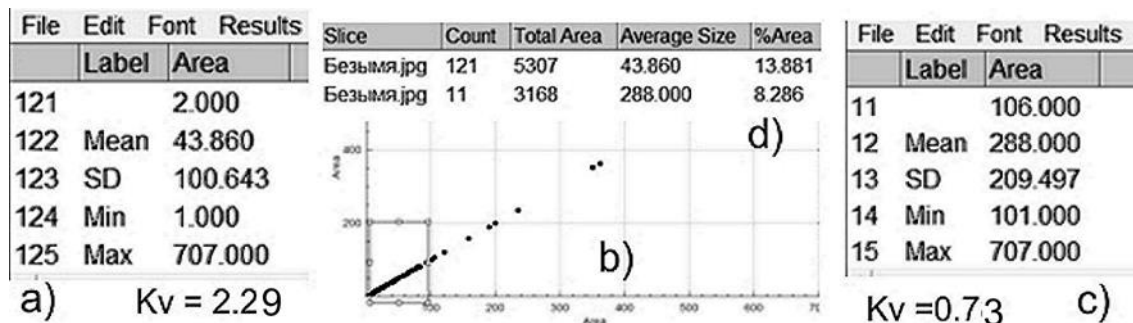 File Edit Font Results
Label Area
121 2.000
122 Mean 43.860
123 SD 100.643
124 Min 1.000
125 Max 707.000
a) Kv = 2.29
Slice Count Total Area Average Size %Area
Безымя.jpg 121 5307 43.860 13.881
Безымя.jpg 11 3168 288.000 8.286
d)
400
200
Area
b)
100 200 300 400 500 600 70
Area
File Edit Font Results
Label Area
11 106.000
12 Mean 288.000
13 SD 209.497
14 Min 101.000
15 Max 707.000
Kv =0.73 c)